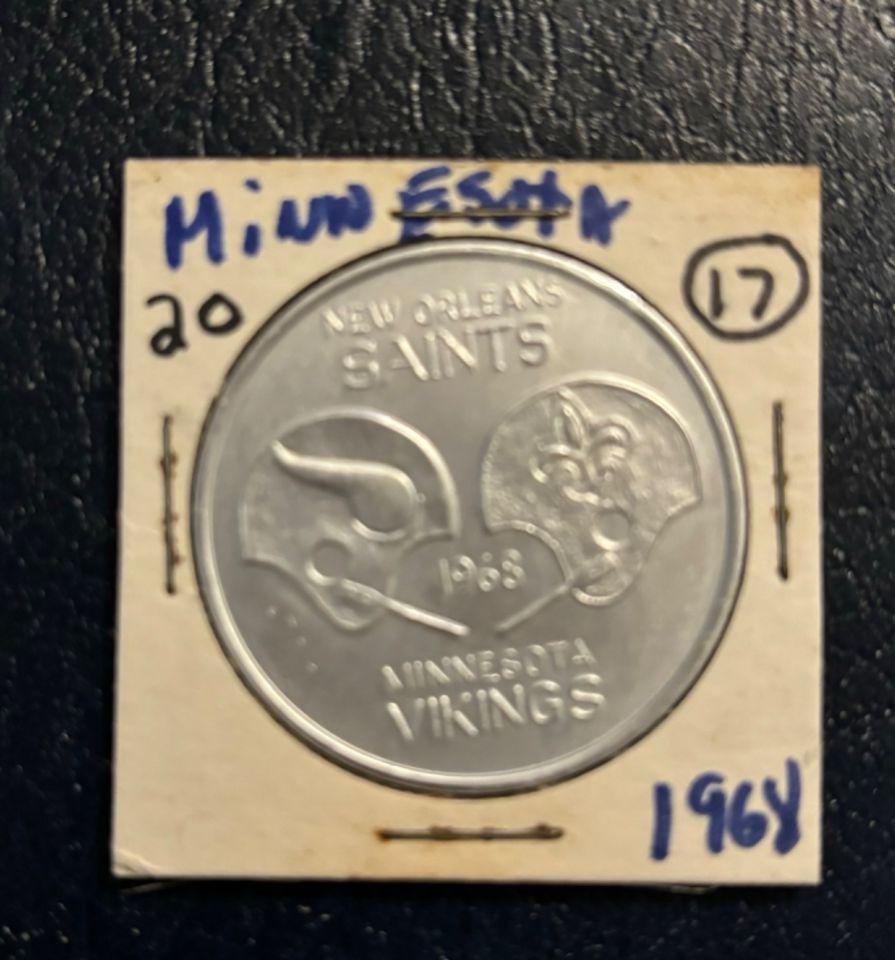 MiNNESOtA
20
17
NEW ORLEANS
SAINTS
1968
MINNESOTA
VIKINGS
1968